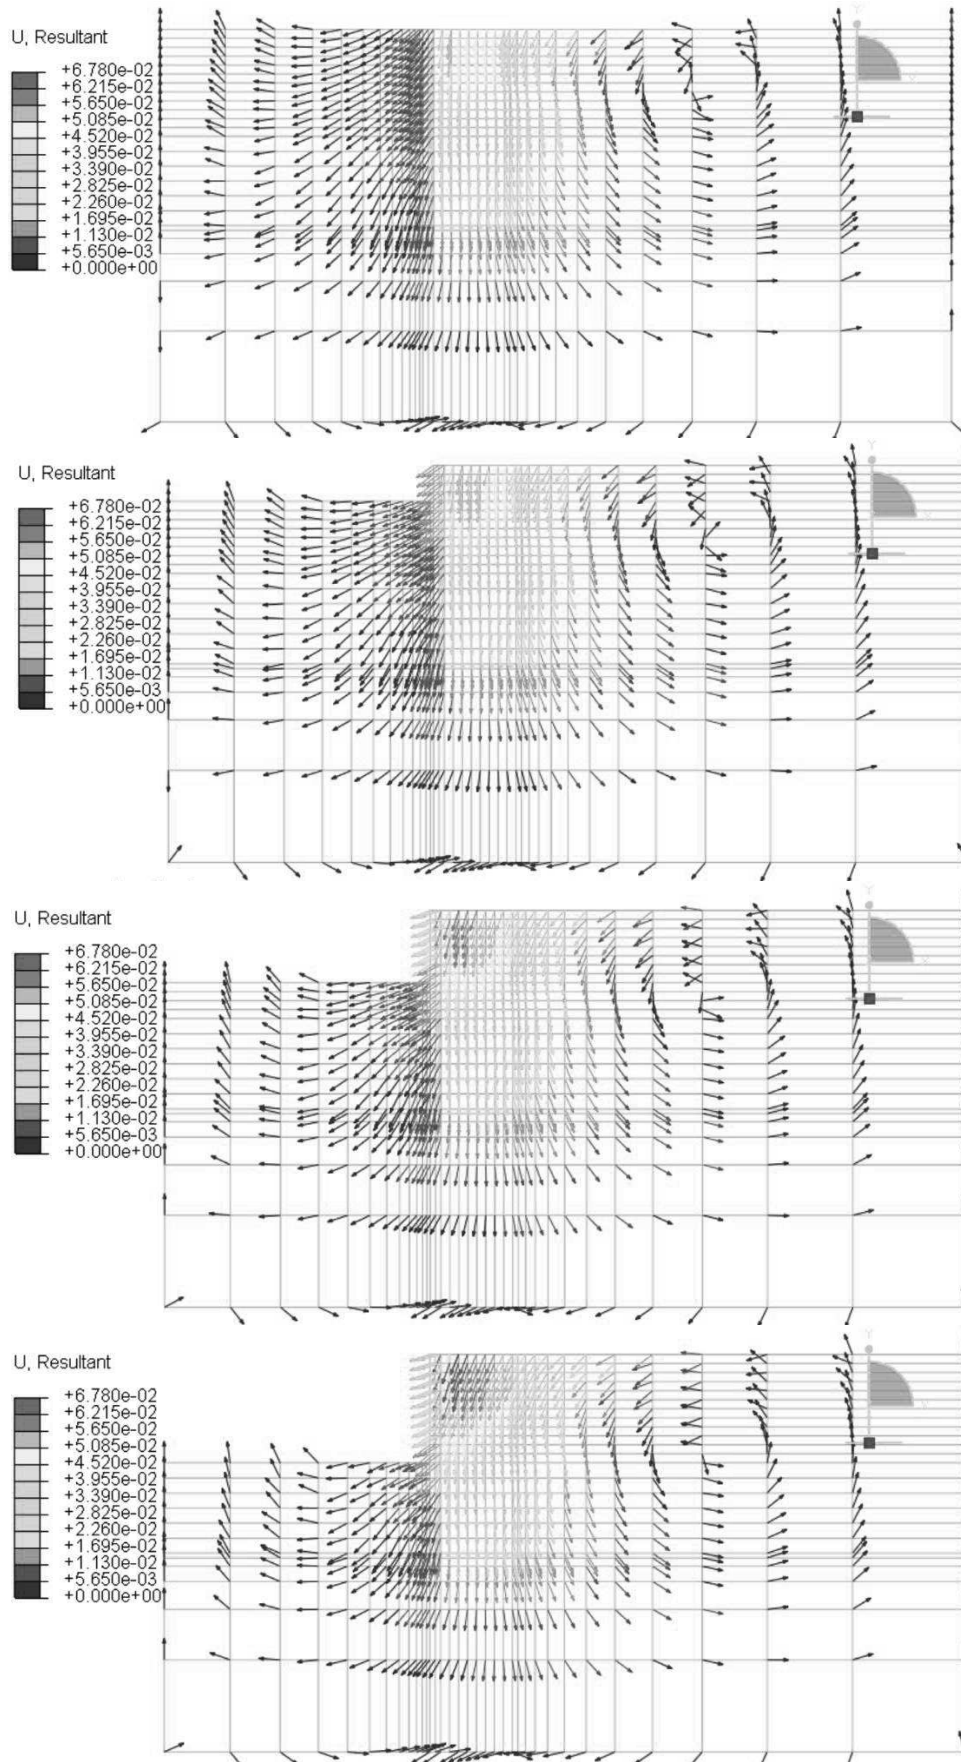 U, Resultant
+6.780e-02
+6.215e-02
+5.650e-02
+5.085e-02
+4.520e-02
+3.955e-02
+3.390e-02
+2.825e-02
+2.260e-02
+1.695e-02
+1.130e-02
+5.650e-03
+0.000e+00
Y
U, Resultant
+6.780e-02
+6.215e-02
+5.650e-02
+5.085e-02
+4.520e-02
+3.955e-02
+3.390e-02
+2.825e-02
+2.260e-02
+1.695e-02
+1.130e-02
+5.650e-03
+0.000e+00
Y
U, Resultant
+6.780e-02
+6.215e-02
+5.650e-02
+5.085e-02
+4.520e-02
+3.955e-02
+3.390e-02
+2.825e-02
+2.260e-02
+1.695e-02
+1.130e-02
+5.650e-03
+0.000e+00
Y
U, Resultant
+6.780e-02
+6.215e-02
+5.650e-02
+5.085e-02
+4.520e-02
+3.955e-02
+3.390e-02
+2.825e-02
+2.260e-02
+1.695e-02
+1.130e-02
+5.650e-03
+0.000e+00
Y